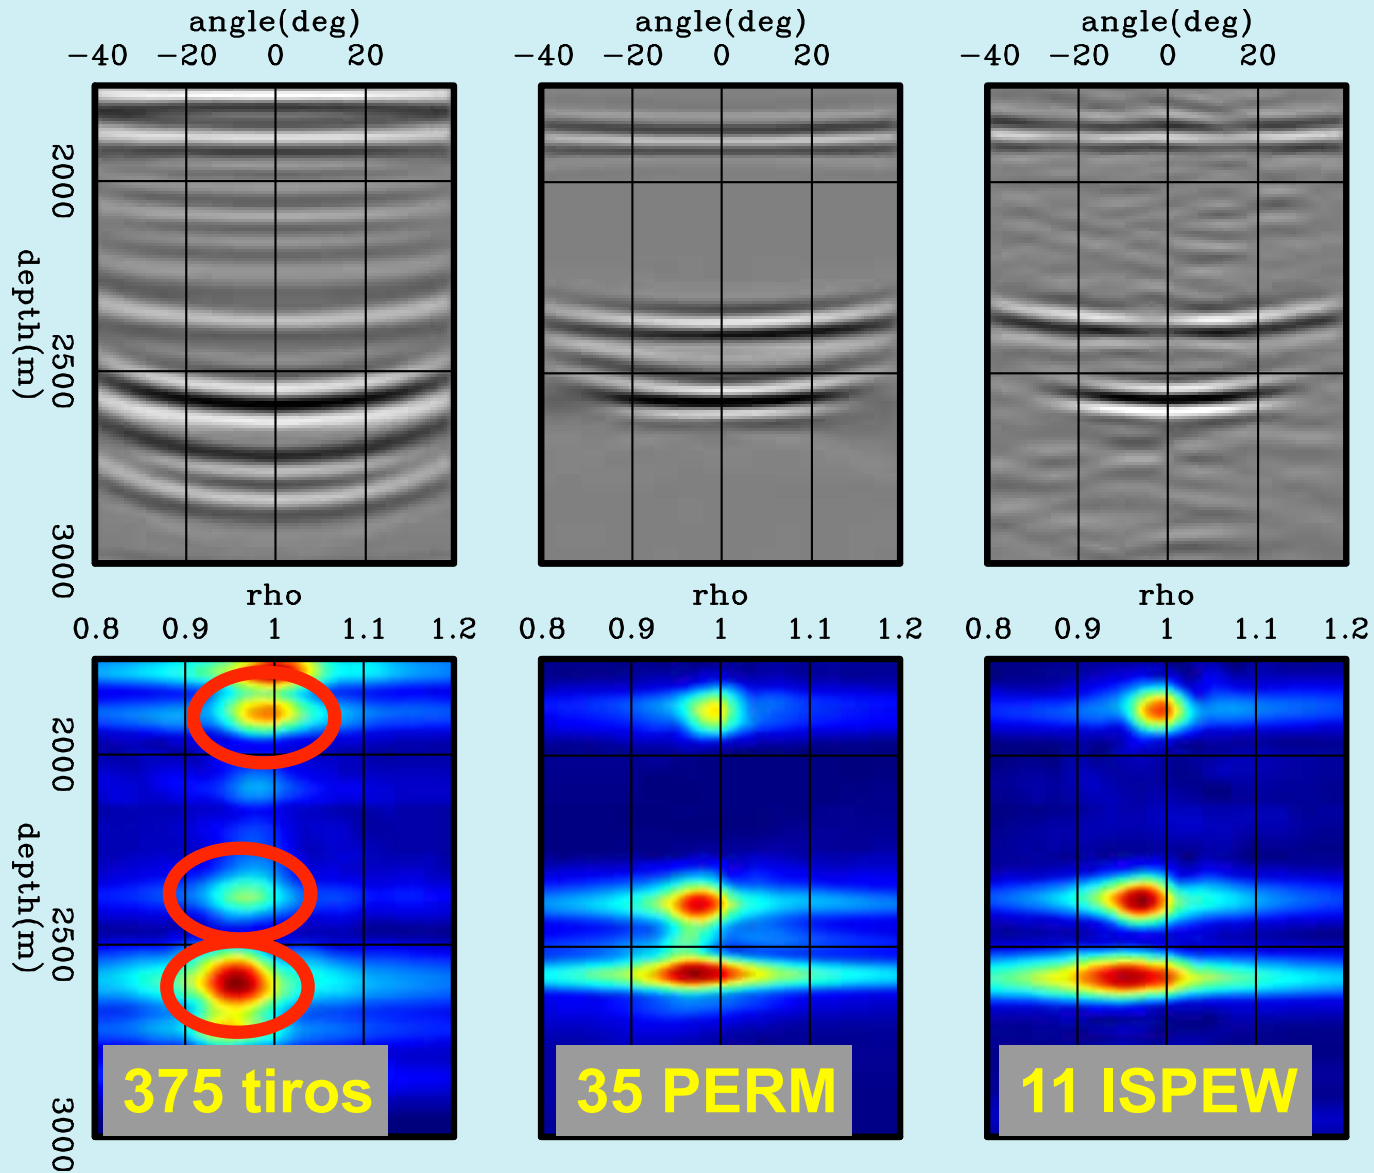 angle(deg) angle(deg) angle(deg)
−40 −20 0 20 −40 −20 0 20 −40 −20 0 20
2000
2500
3000
depth(m)
rho rho rho
0.8 0.9 1 1.1 1.2 0.8 0.9 1 1.1 1.2 0.8 0.9 1 1.1 1.2
2000
2500
3000
depth(m)
375 tiros 35 PERM 11 ISPEW